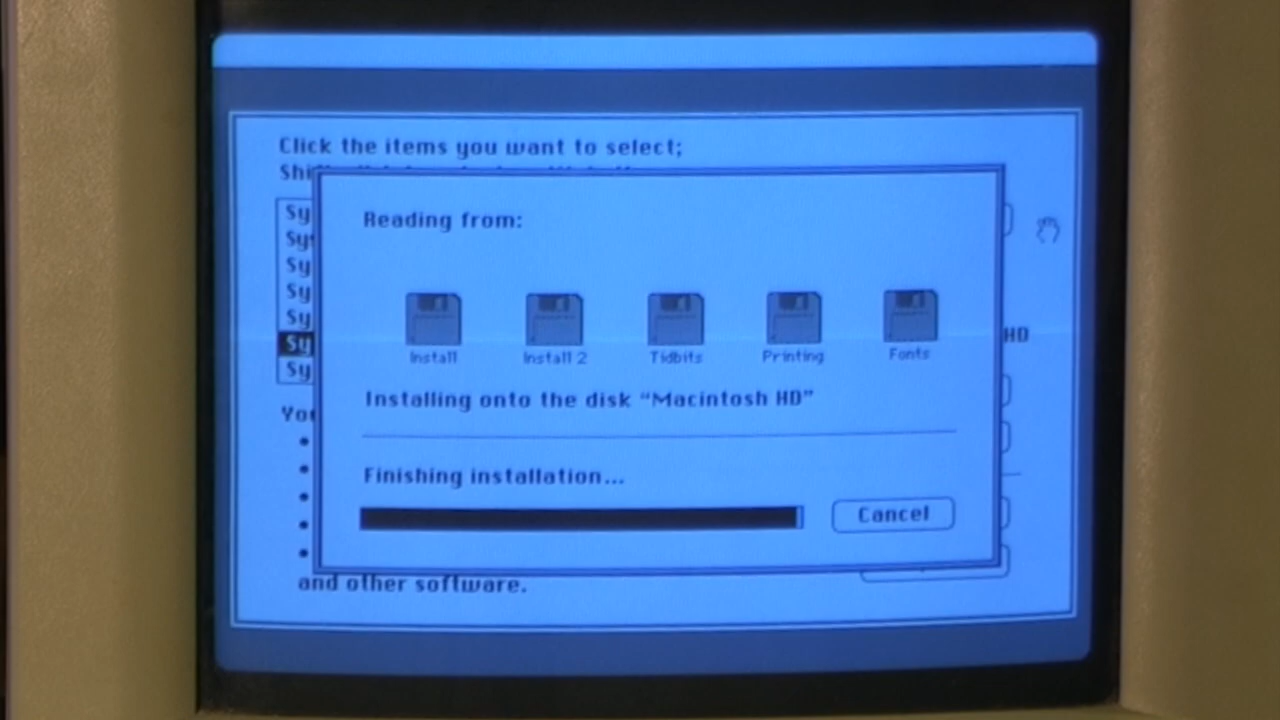 Click the items you want to select;
Reading from:
Install
Install 2
Tidbits
Printing
Fonts
HD
Installing onto the disk “Macintosh HD”
Finishing installation...
Cancel
and other software.